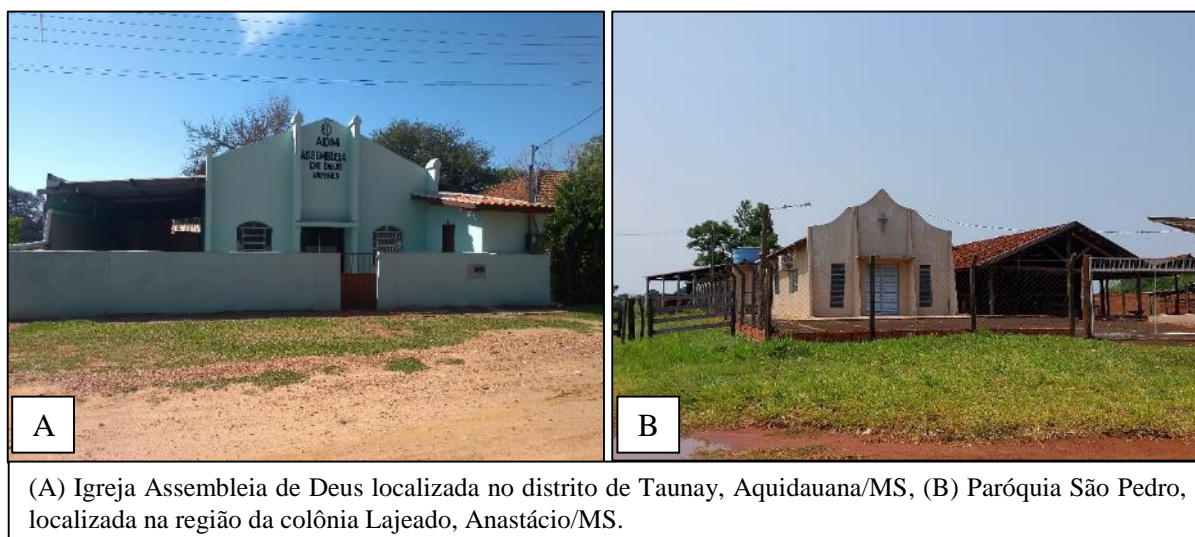 ADM
ASSEMBLEIA
DE DEUS
A
B
(A) Igreja Assembleia de Deus localizada no distrito de Taunay, Aquidauana/MS, (B) Paróquia São Pedro,
localizada na região da colônia Lajeado, Anastácio/MS.